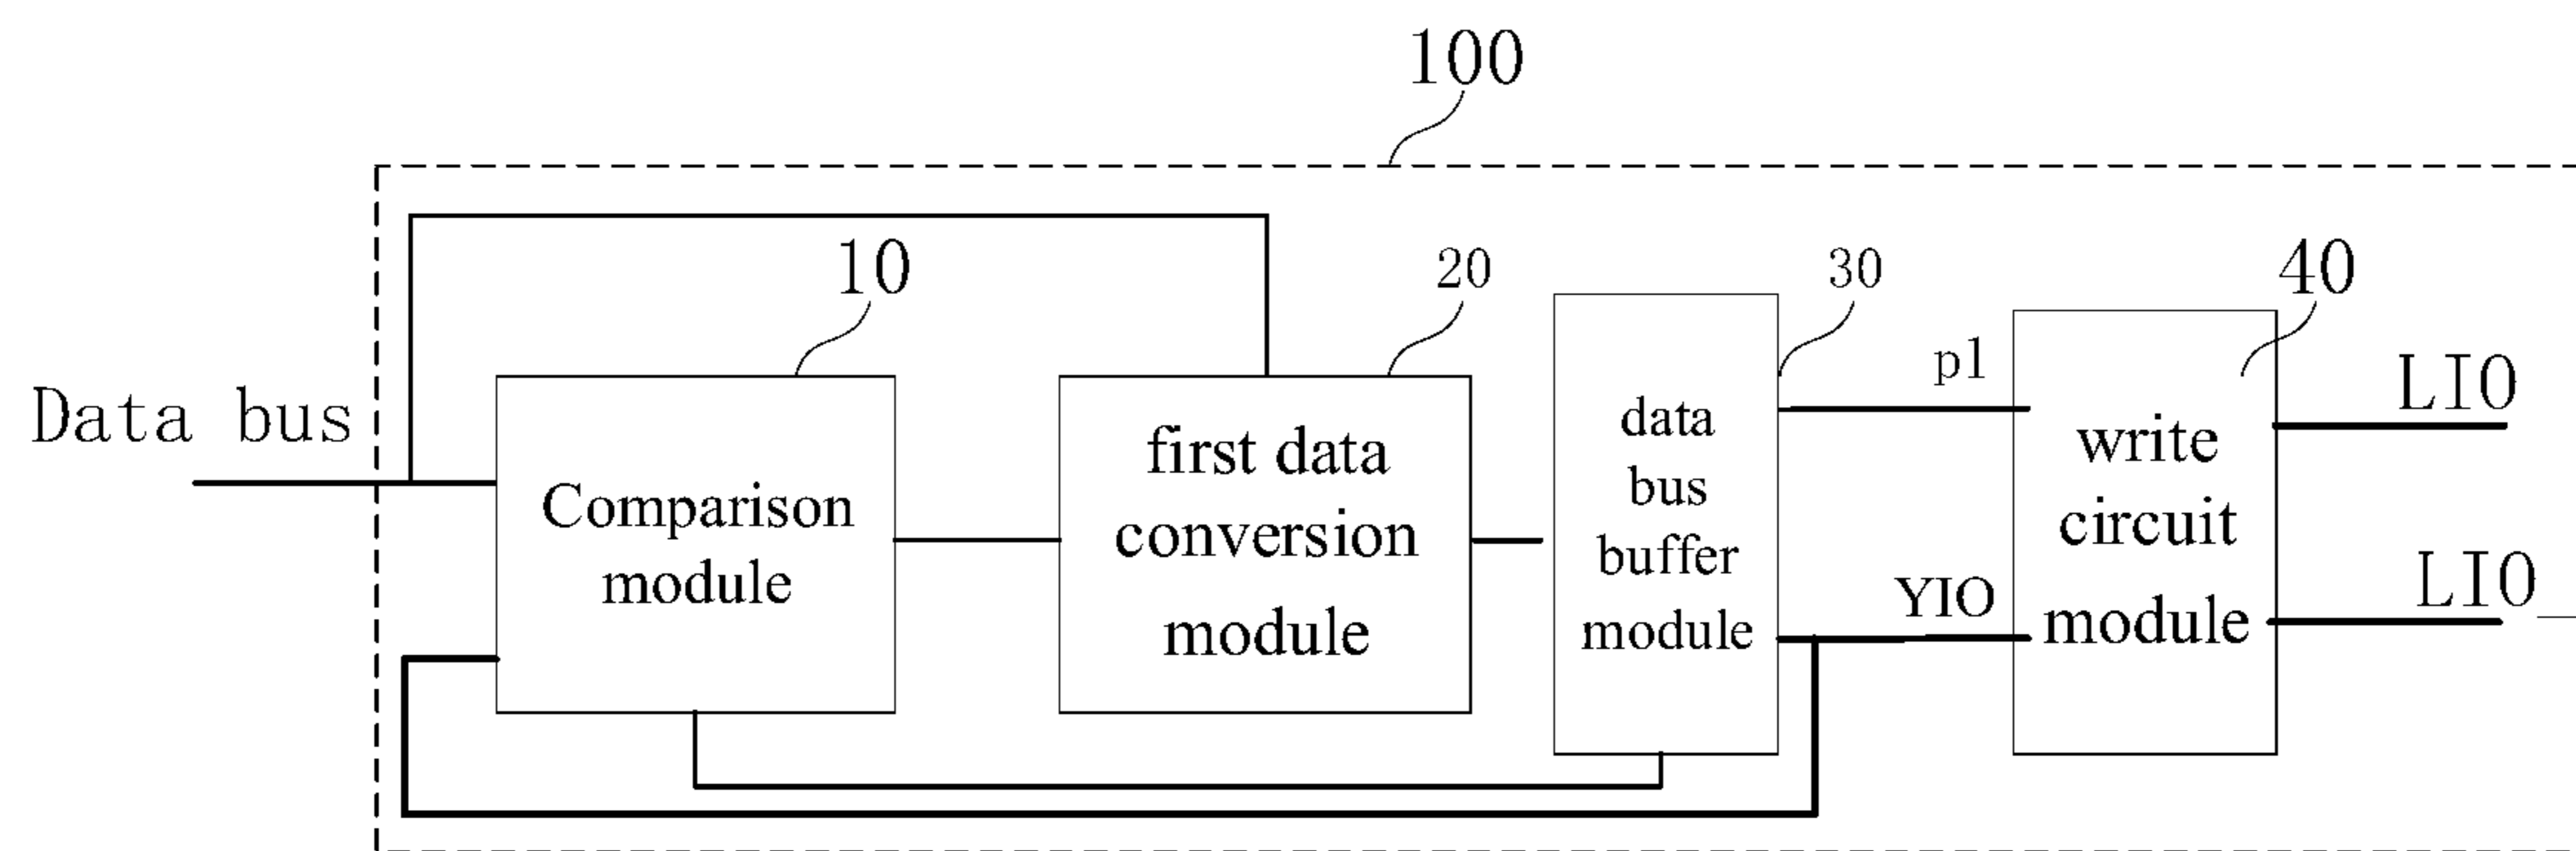 100
10
20
30
40
Data bus
Comparison
module
first data
conversion
module
data
bus
buffer
module
p1
YIO
write
circuit
module
LIO
LIO_